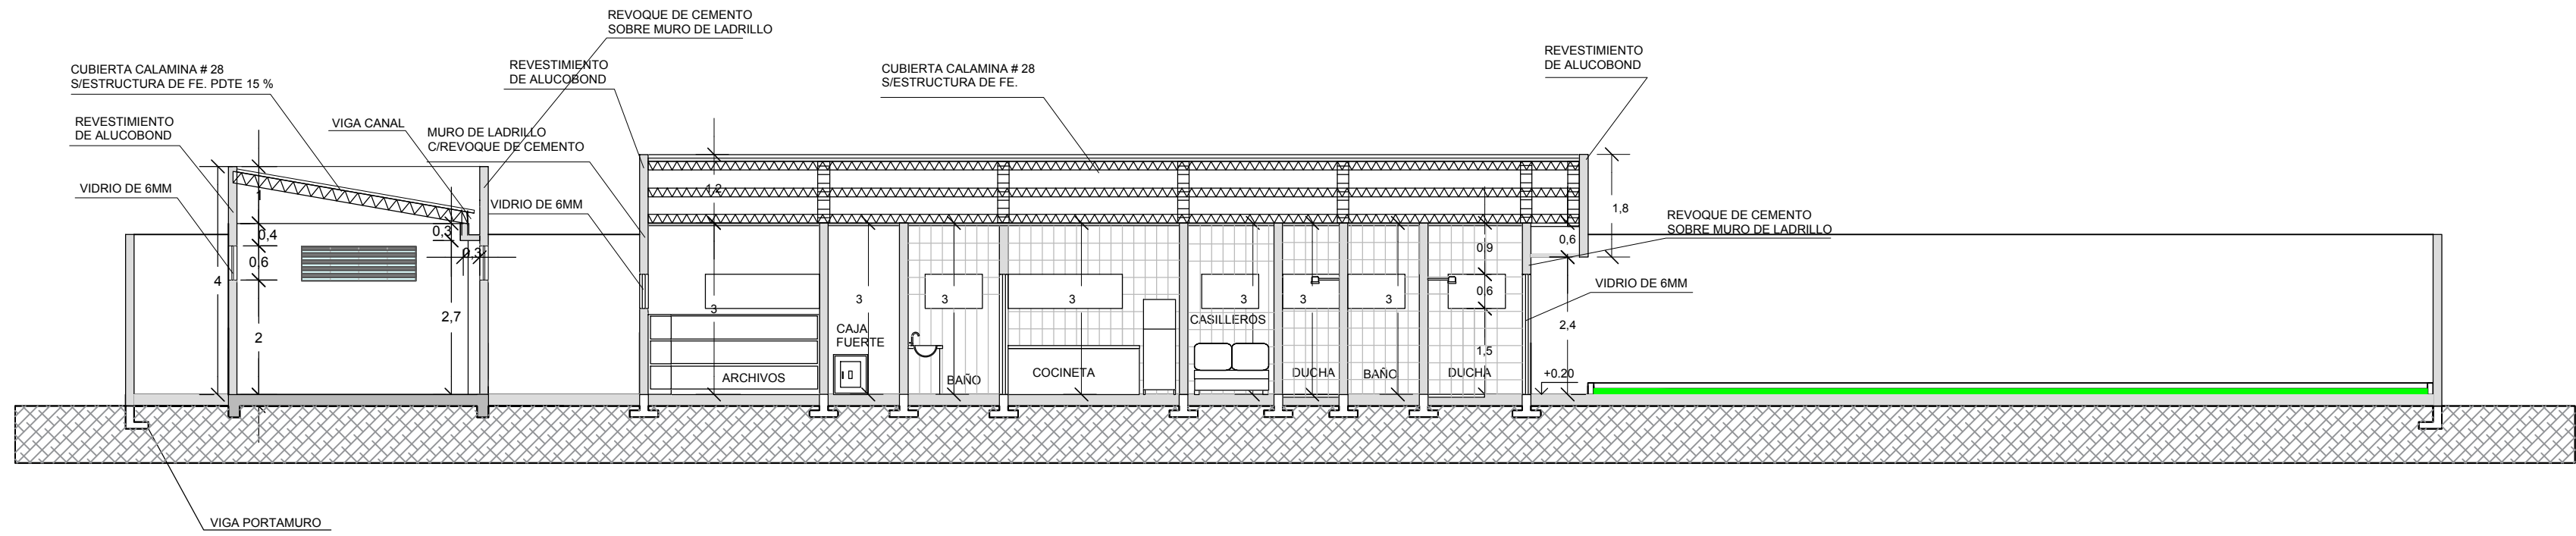 REVOQUE DE CEMENTO
SOBRE MURO DE LADRILLO
REVESTIMIENTO
DE ALUCOBOND
CUBIERTA CALAMINA # 28
S/ESTRUCTURA DE FE. PDTE 15 %
REVESTIMIENTO
DE ALUCOBOND
CUBIERTA CALAMINA # 28
S/ESTRUCTURA DE FE.
REVESTIMIENTO
DE ALUCOBOND
VIGA CANAL
MURO DE LADRILLO
C/REVOQUE DE CEMENTO
VIDRIO DE 6MM
VIDRIO DE 6MM
REVOQUE DE CEMENTO
SOBRE MURO DE LADRILLO
VIDRIO DE 6MM
1
0,4
0,6
4
2
0,3
0,3
2,7
1,2
3
3
3
3
3
3
3
0,9
0,6
1,5
0,6
1,8
2,4
+0.20
CAJA
FUERTE
ARCHIVOS
BAÑO
COCINETA
CASILLEROS
DUCHA
BAÑO
DUCHA
VIGA PORTAMURO